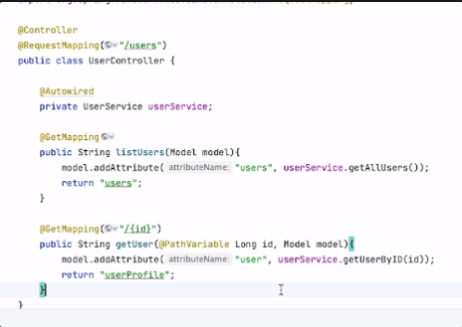 @Controller
@RequestMapping("/users")
public class UserController {
@Autowired
private UserService userService;
@GetMapping
public String listUsers(Model model){
model.addAttribute( attributeName: "users", userService.getAllUsers());
return "users";
}
@GetMapping("/{id}")
public String getUser(@PathVariable Long id, Model model){
model.addAttribute( attributeName: "user", userService.getUserByID(id));
return "userProfile";
}
}